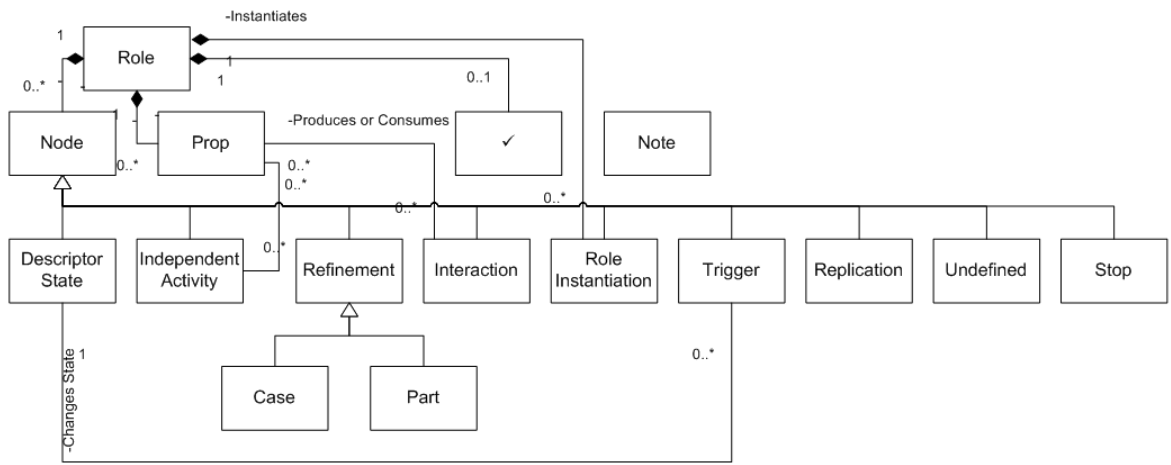 -Instantiates
1
Role
1
1
0..*
0..1
1
-Produces or Consumes
Node
Prop
✓
Note
0..*
0..*
0..*
0..*
0..*
Descriptor
State
Independent
Activity
0..*
Refinement
Interaction
Role
Instantiation
Trigger
Replication
Undefined
Stop
-Changes State
1
0..*
Case
Part